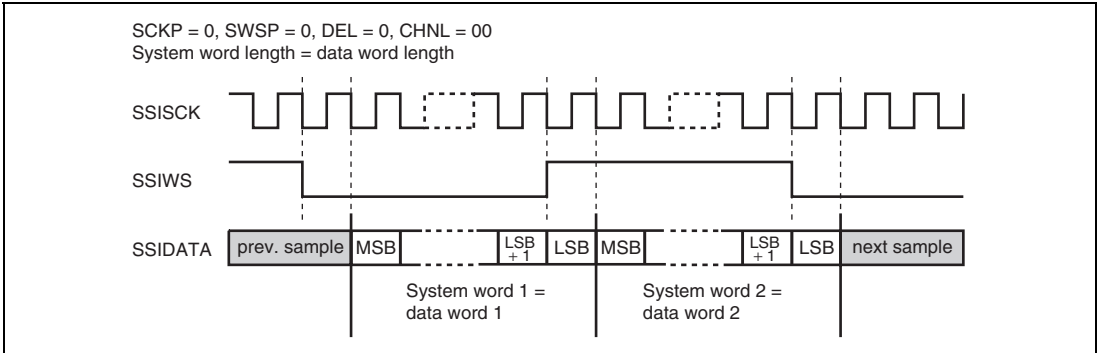 SCKP = 0, SWSP = 0, DEL = 0, CHNL = 00
System word length = data word length
SSISCK
SSIWS
SSIDATA
prev. sample
MSB
LSB
+ 1
LSB
MSB
LSB
+ 1
LSB
next sample
System word 1 =
data word 1
System word 2 =
data word 2